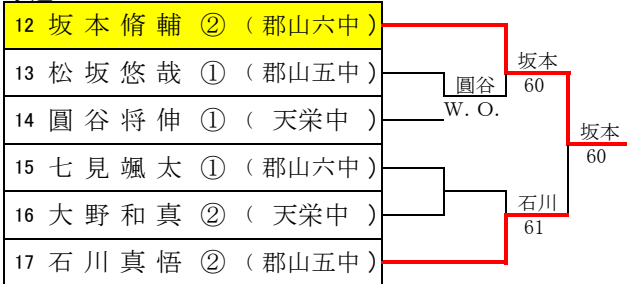 12 坂 本 脩 輔 ② （ 郡山六中 ）
13 松 坂 悠 哉 ① （ 郡山五中 ）
14 圓 谷 将 伸 ① （ 天栄中 ）
15 七 見 颯 太 ① （ 郡山六中 ）
16 大 野 和 真 ② （ 天栄中 ）
17 石 川 真 悟 ② （ 郡山五中 ）
圓谷
W. O.
坂本
60
石川
61
坂本
60